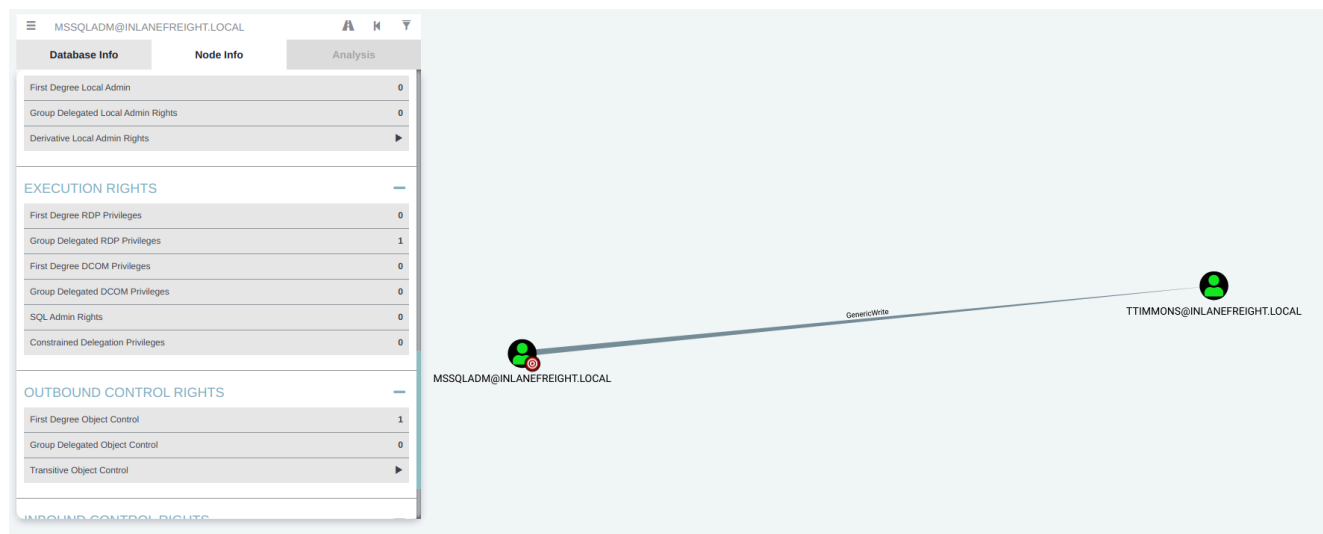 MSSQLADM@INLANEFREIGHT.LOCAL
Database Info Node Info Analysis
First Degree Local Admin 0
Group Delegated Local Admin Rights 0
Derivative Local Admin Rights
EXECUTION RIGHTS
First Degree RDP Privileges 0
Group Delegated RDP Privileges 1
First Degree DCOM Privileges 0
Group Delegated DCOM Privileges 0
SQL Admin Rights 0
Constrained Delegation Privileges 0
OUTBOUND CONTROL RIGHTS
First Degree Object Control 1
Group Delegated Object Control 0
Transitive Object Control
INBOUND CONTROL RIGHTS
GenericWrite
TTIMMONS@INLANEFREIGHT.LOCAL
MSSQLADM@INLANEFREIGHT.LOCAL